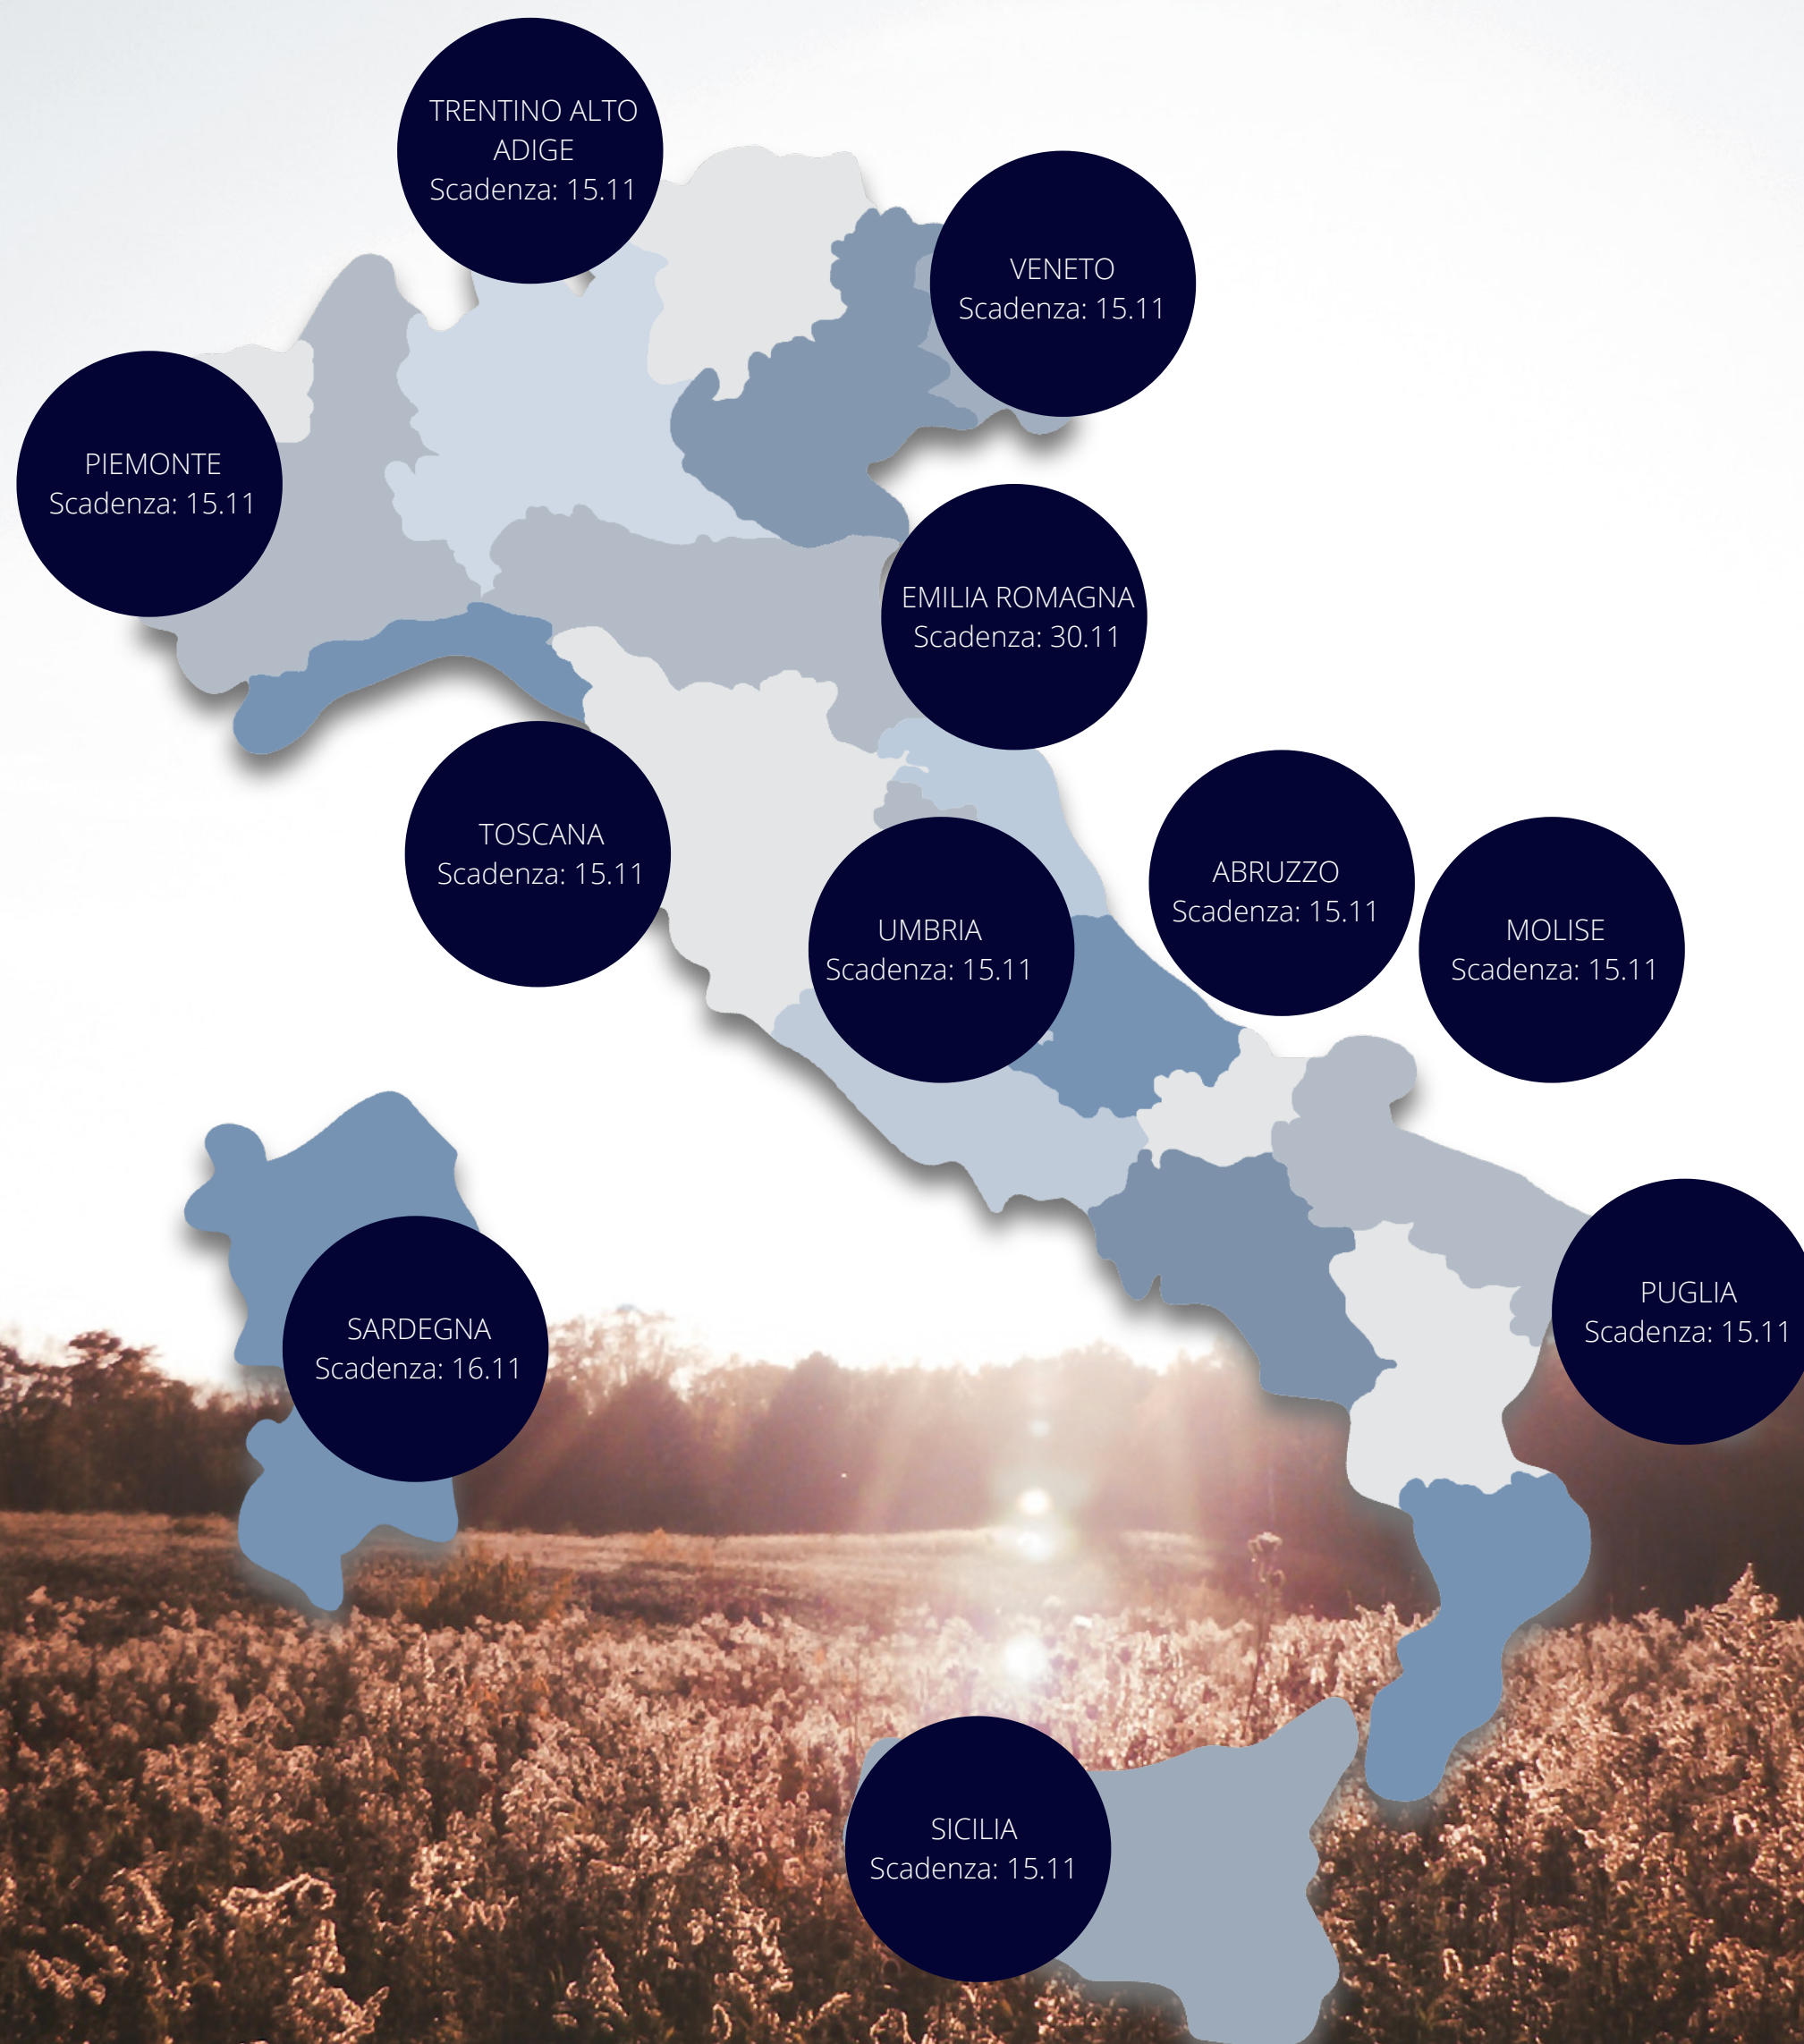 TRENTINO ALTO
ADIGE
Scadenza: 15.11
VENETO
Scadenza: 15.11
PIEMONTE
Scadenza: 15.11
EMILIA ROMAGNA
Scadenza: 30.11
TOSCANA
Scadenza: 15.11
UMBRIA
Scadenza: 15.11
ABRUZZO
Scadenza: 15.11
MOLISE
Scadenza: 15.11
PUGLIA
Scadenza: 15.11
SARDEGNA
Scadenza: 16.11
SICILIA
Scadenza: 15.11